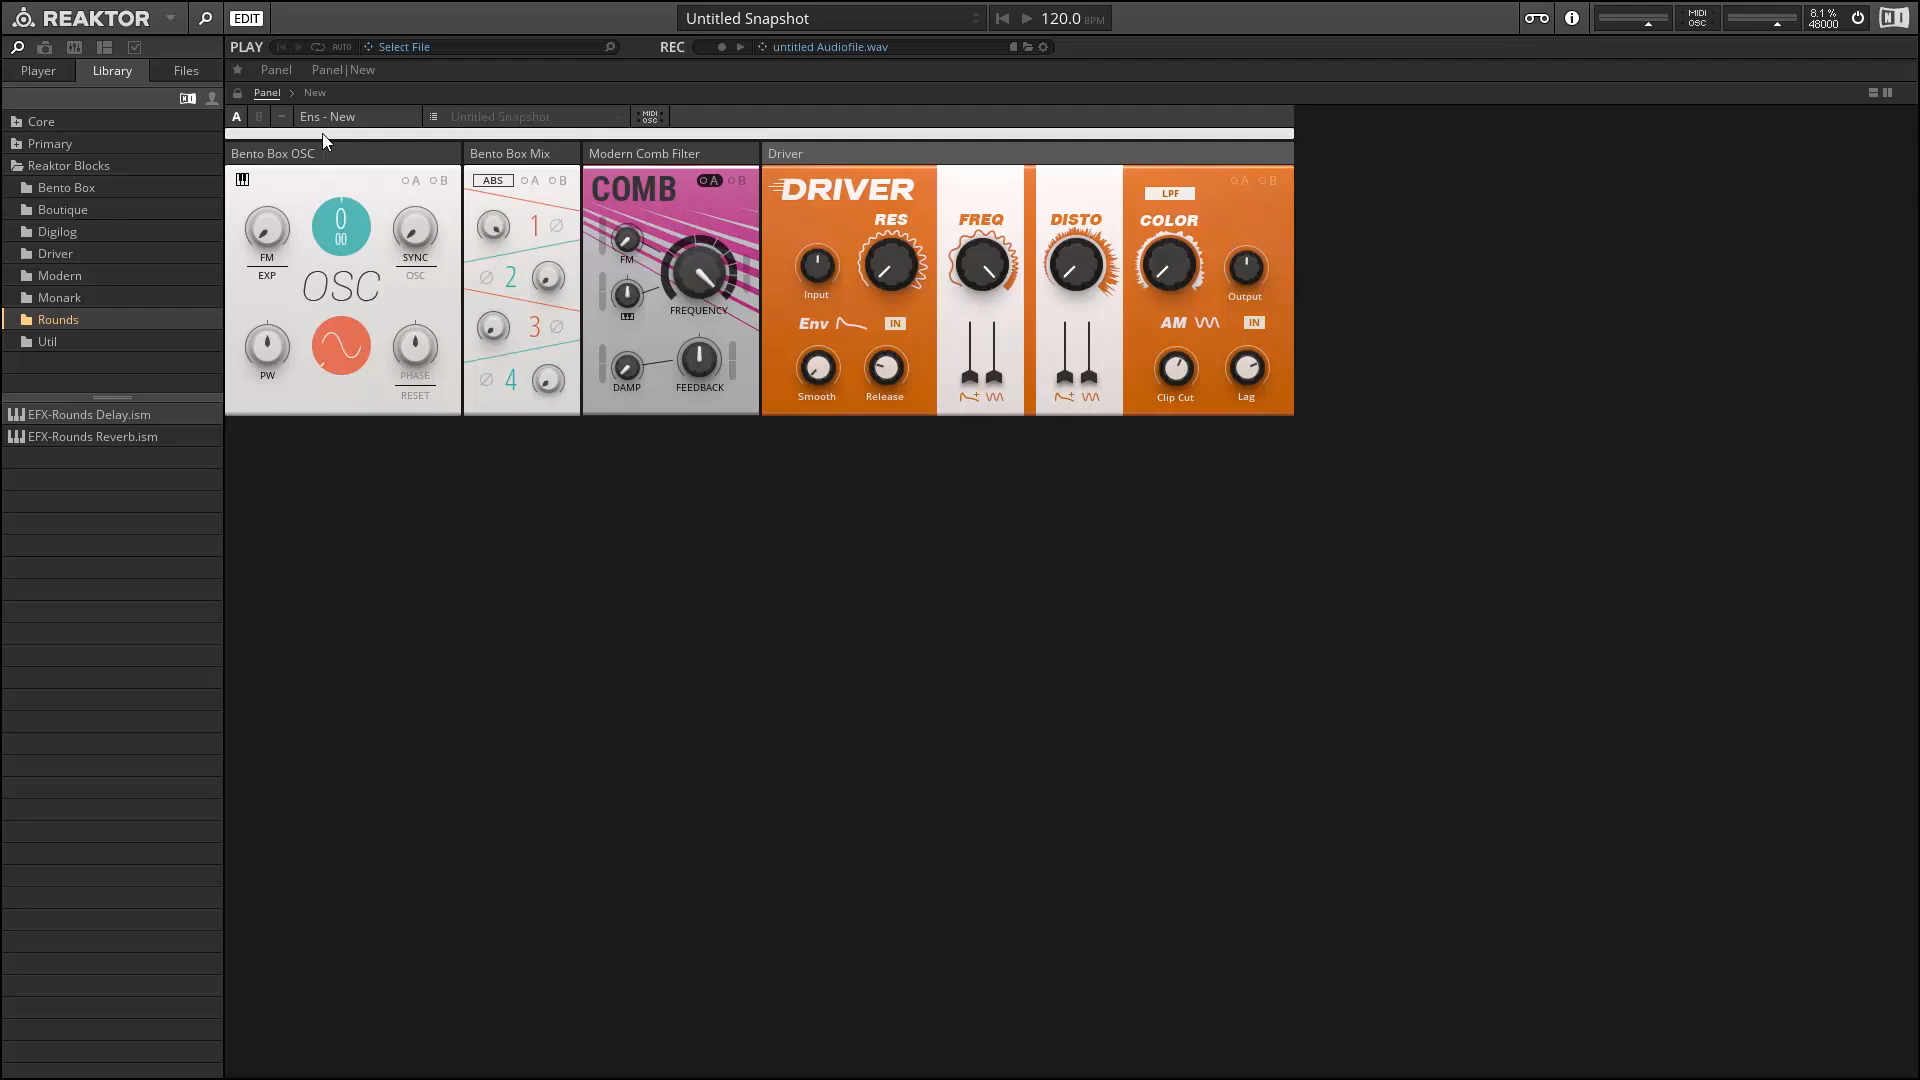 REAKTOR EDIT Untitled Snapshot 120.0 BPM MIDI OSC 8.1 % 48000
PLAY AUTO Select File REC untitled Audiofile.wav
Player Library Files
Panel Panel|New
Panel > New
A B Ens - New Untitled Snapshot MIDI OSC
Core
Primary
Reaktor Blocks
Bento Box
Boutique
Digilog
Driver
Modern
Monark
Rounds
Util
EFX-Rounds Delay.ism
EFX-Rounds Reverb.ism
Bento Box OSC
A B
0
00
FM
EXP
SYNC
OSC
OSC
PW
PHASE
RESET
Bento Box Mix
ABS A B
1 Ø
Ø 2
3 Ø
Ø 4
Modern Comb Filter
COMB A B
FM
FREQUENCY
DAMP
FEEDBACK
Driver
DRIVER
A B
LPF
RES
FREQ
DISTO
COLOR
Input
Output
Env IN
AM IN
Smooth
Release
Clip Cut
Lag